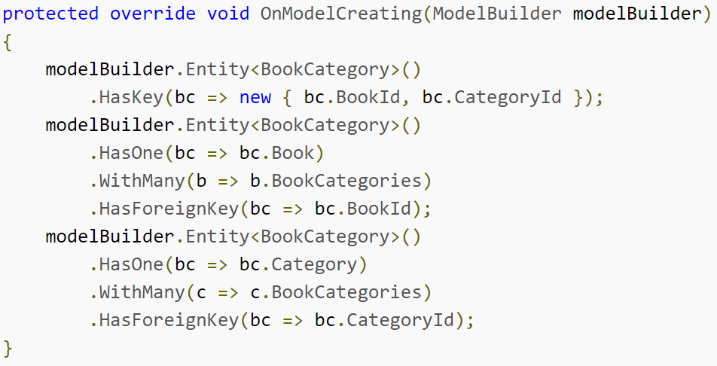 protected override void OnModelCreating(ModelBuilder modelBuilder)
{
    modelBuilder.Entity<BookCategory>()
        .HasKey(bc => new { bc.BookId, bc.CategoryId });
    modelBuilder.Entity<BookCategory>()
        .HasOne(bc => bc.Book)
        .WithMany(b => b.BookCategories)
        .HasForeignKey(bc => bc.BookId);
    modelBuilder.Entity<BookCategory>()
        .HasOne(bc => bc.Category)
        .WithMany(c => c.BookCategories)
        .HasForeignKey(bc => bc.CategoryId);
}